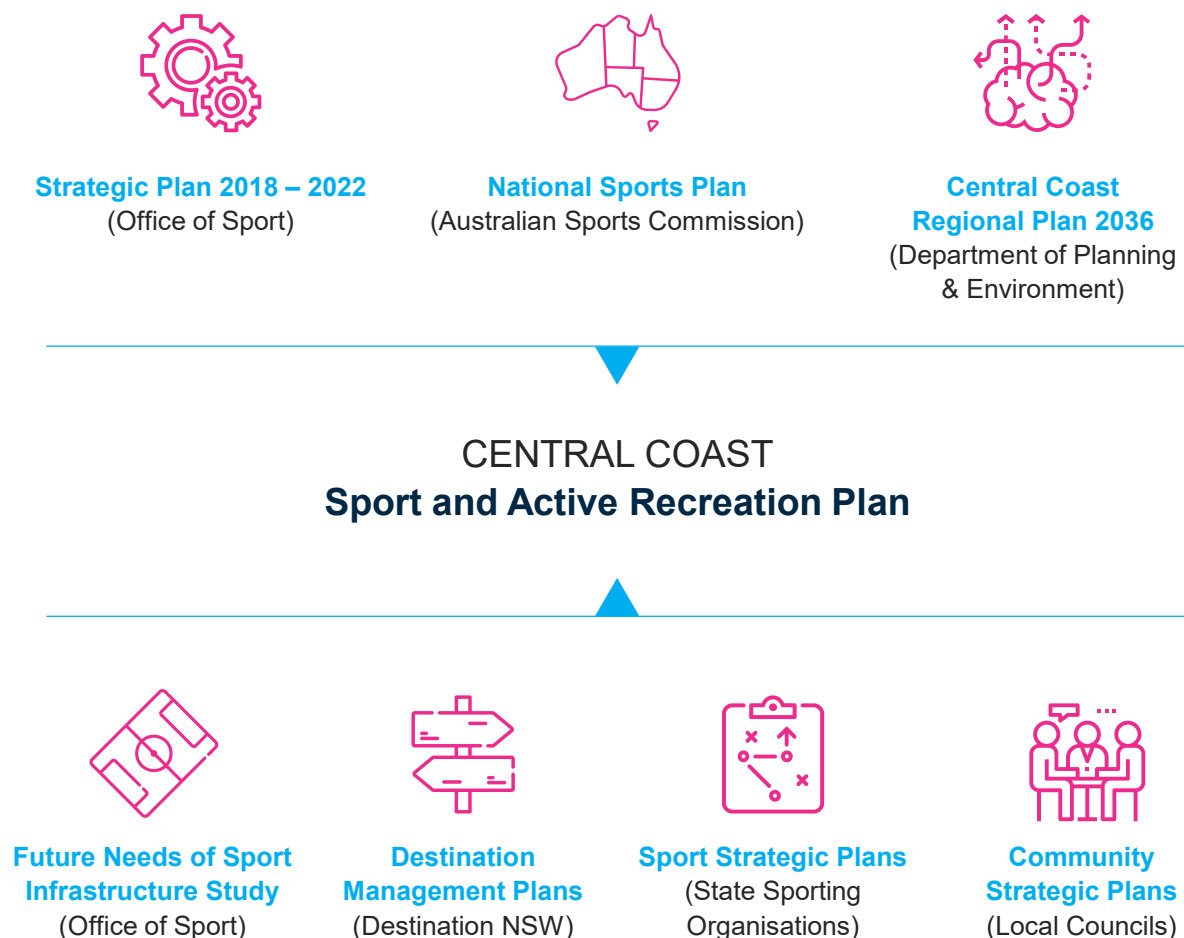 Strategic Plan 2018 – 2022
(Office of Sport)
National Sports Plan
(Australian Sports Commission)
Central Coast
Regional Plan 2036
(Department of Planning
& Environment)
CENTRAL COAST
Sport and Active Recreation Plan
Future Needs of Sport
Infrastructure Study
(Office of Sport)
Destination
Management Plans
(Destination NSW)
Sport Strategic Plans
(State Sporting
Organisations)
Community
Strategic Plans
(Local Councils)